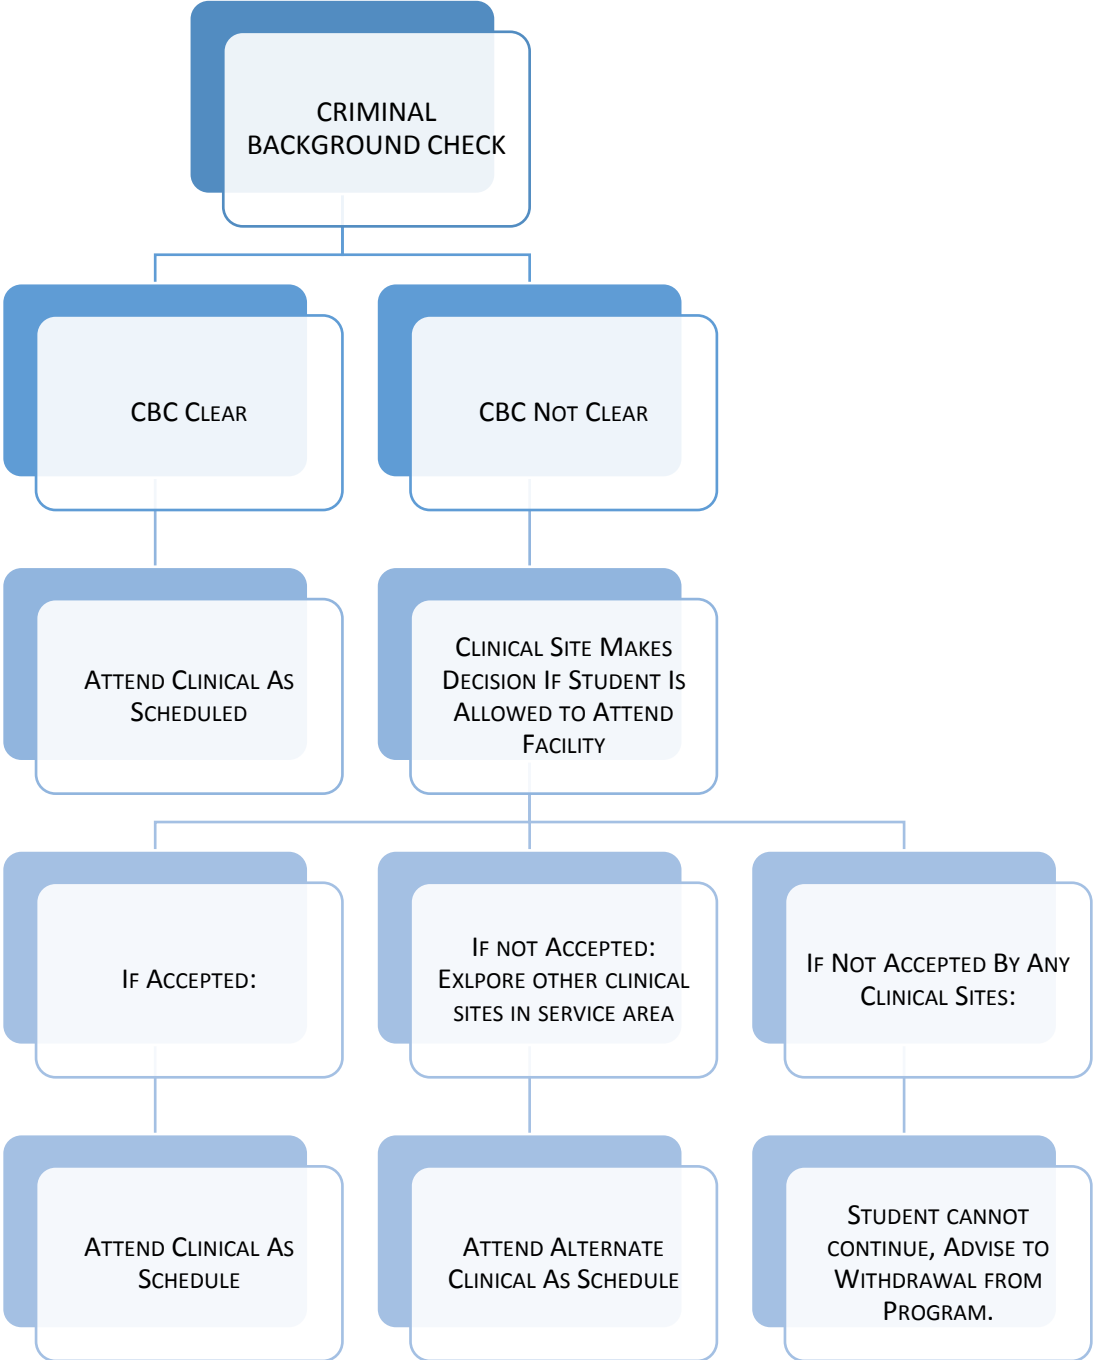 CRIMINAL
BACKGROUND CHECK
CBC CLEAR
CBC NOT CLEAR
ATTEND CLINICAL AS
SCHEDULED
CLINICAL SITE MAKES
DECISION IF STUDENT IS
ALLOWED TO ATTEND
FACILITY
IF ACCEPTED:
IF NOT ACCEPTED:
EXLPORE OTHER CLINICAL
SITES IN SERVICE AREA
IF NOT ACCEPTED BY ANY
CLINICAL SITES:
ATTEND CLINICAL AS
SCHEDULE
ATTEND ALTERNATE
CLINICAL AS SCHEDULE
STUDENT CANNOT
CONTINUE, ADVISE TO
WITHDRAWAL FROM
PROGRAM.